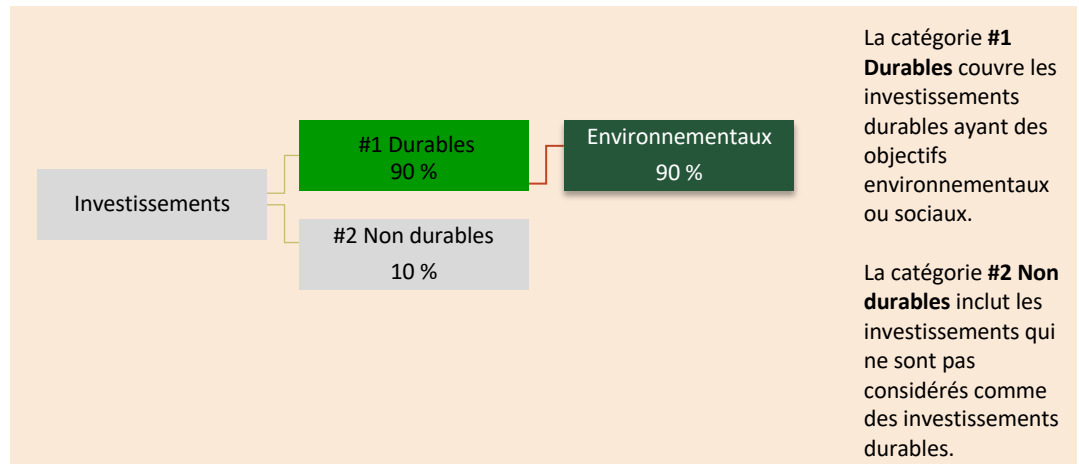 Investissements
#1 Durables
90 %
Environnementaux
90 %
#2 Non durables
10 %
La catégorie #1
Durables couvre les
investissements
durables ayant des
objectifs
environnementaux
ou sociaux.
La catégorie #2 Non
durables inclut les
investissements qui
ne sont pas
considérés comme
des investissements
durables.